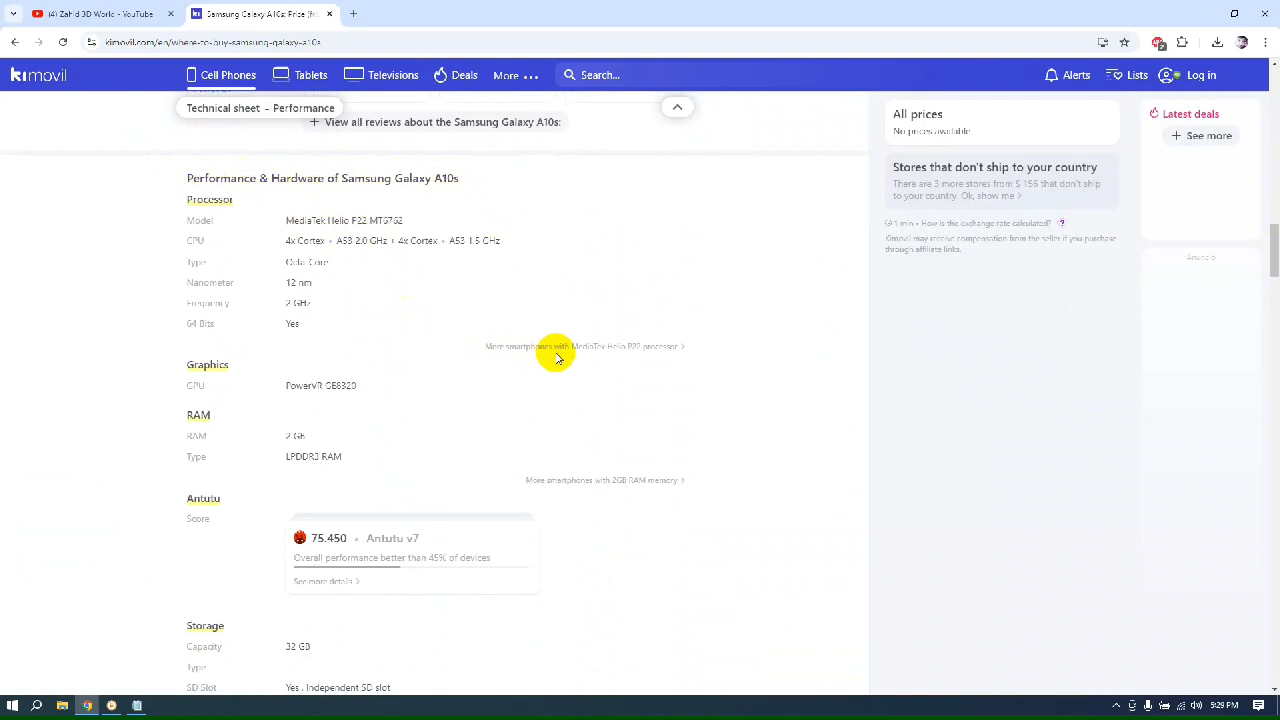 (4) Zahid 3D World - YouTube
Samsung Galaxy A10s: Price (fro
kimovil.com/en/where-to-buy-samsung-galaxy-a10s
kimovil
Cell Phones
Tablets
Televisions
Deals
More
Search...
Alerts
Lists
Log in
Technical sheet - Performance
View all reviews about the Samsung Galaxy A10s:
Performance & Hardware of Samsung Galaxy A10s
Processor
Model MediaTek Helio P22 MT6762
CPU 4x Cortex - A53 2.0 GHz + 4x Cortex - A53 1.5 GHz
Type Octa Core
Nanometer 12 nm
Frequency 2 GHz
64 Bits Yes
More smartphones with MediaTek Helio P22 processor >
Graphics
GPU PowerVR GE8320
RAM
RAM 2 GB
Type LPDDR3 RAM
More smartphones with 2GB RAM memory >
Antutu
Score
75.450 • Antutu v7
Overall performance better than 45% of devices
See more details >
Storage
Capacity 32 GB
Type
SD Slot Yes , Independent SD slot
All prices
No prices available
Stores that don't ship to your country
There are 3 more stores from $ 156 that don't ship
to your country. Ok, show me >
1 min • How is the exchange rate calculated? ?
Kimovil may receive compensation from the seller if you purchase
through affiliate links.
Latest deals
See more
Anuncio
5:29 PM